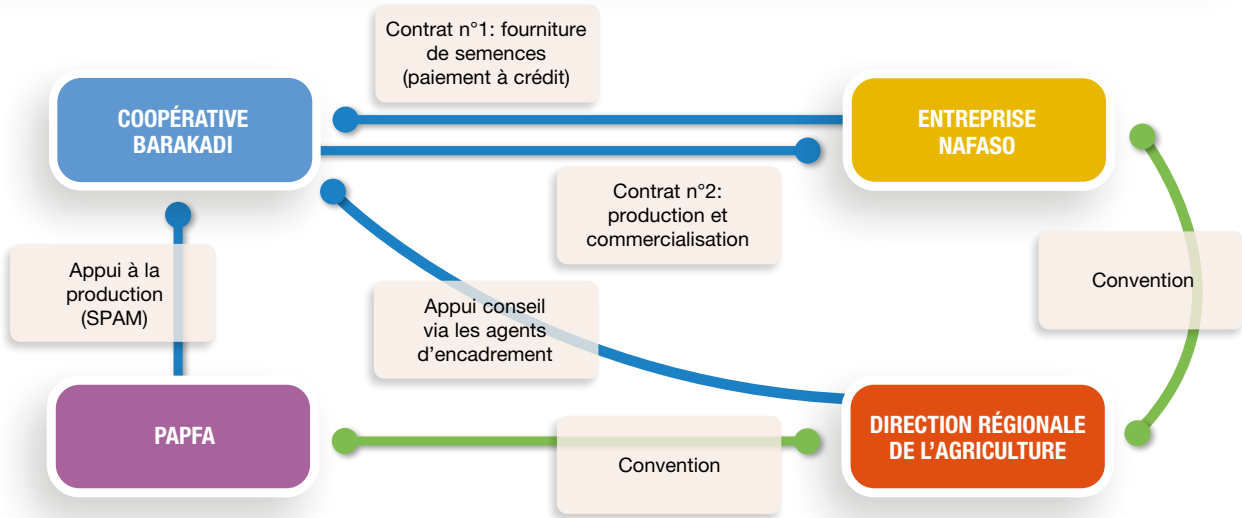 Contrat n°1: fourniture
de semences
(paiement à crédit)
COOPÉRATIVE
BARAKADI
ENTREPRISE
NAFASO
Contrat n°2:
production et
commercialisation
Appui à la
production
(SPAM)
Appui conseil
via les agents
d’encadrement
Convention
PAPFA
Convention
DIRECTION RÉGIONALE
DE L’AGRICULTURE